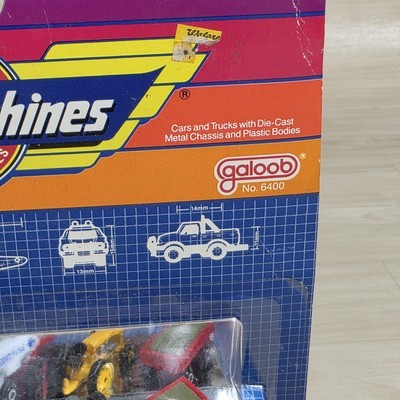 hines
®
Cars and Trucks with Die-Cast
Metal Chassis and Plastic Bodies
galoob®
No. 6400
14mm
13mm